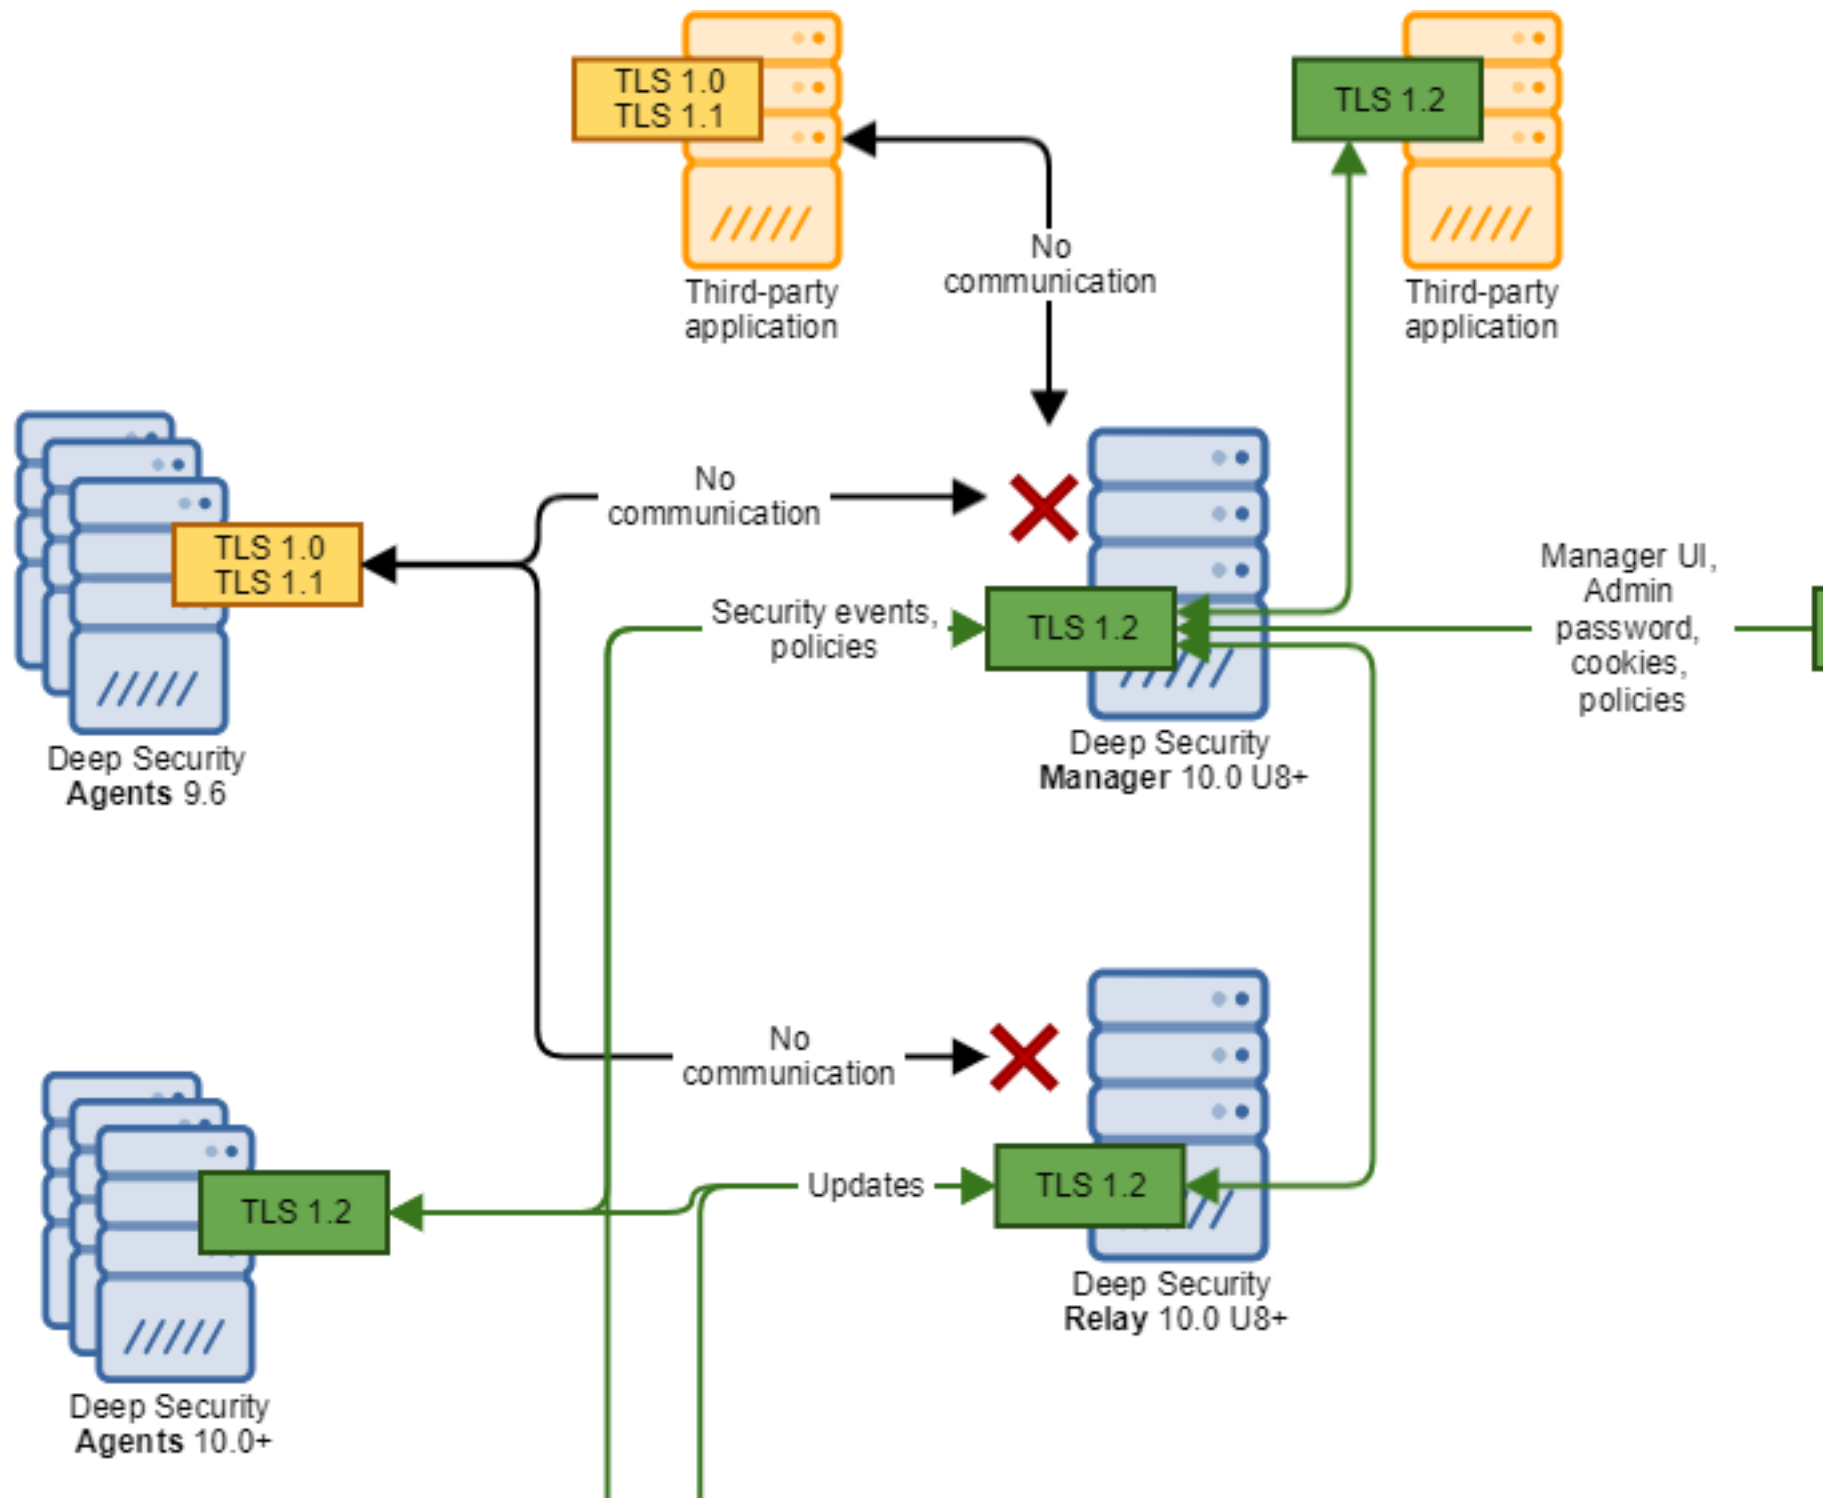 TLS 1.0
TLS 1.1
TLS 1.2
No
communication
Third-party
application
Third-party
application
No
communication
TLS 1.0
TLS 1.1
Manager UI,
Admin
password,
cookies,
policies
Security events,
policies
TLS 1.2
Deep Security
Agents 9.6
Deep Security
Manager 10.0 U8+
No
communication
Updates
TLS 1.2
TLS 1.2
Deep Security
Relay 10.0 U8+
Deep Security
Agents 10.0+